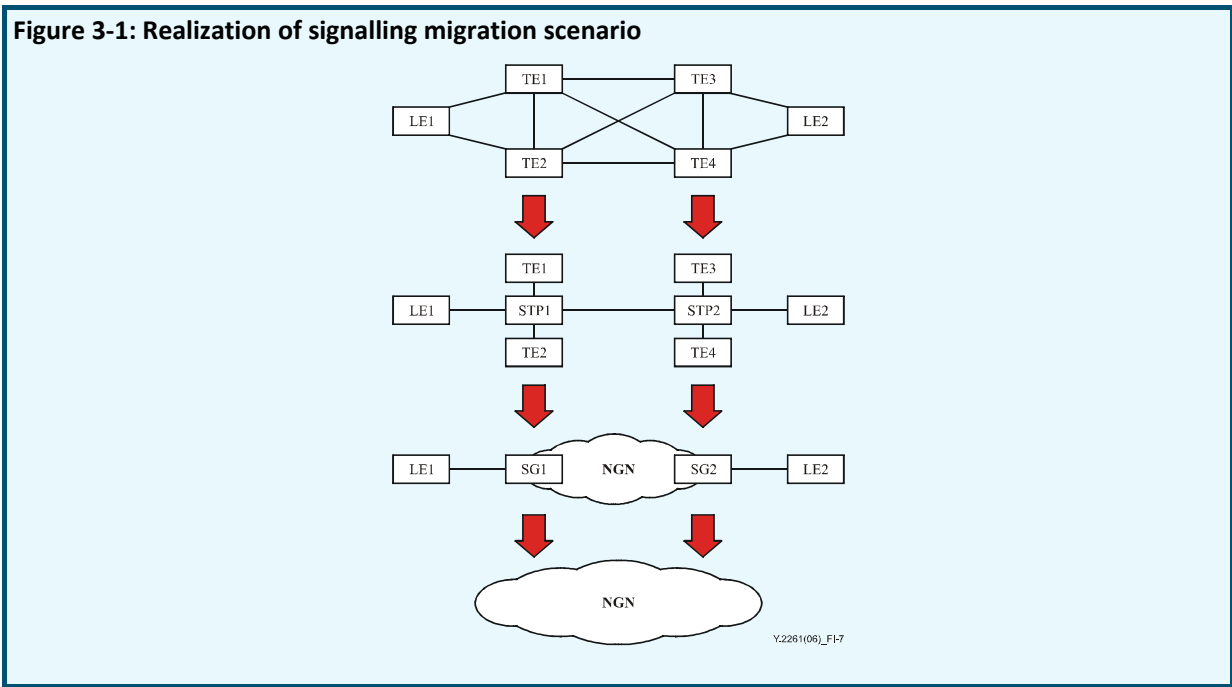 Figure 3-1: Realization of signalling migration scenario
TE1 TE3
LE1 LE2
TE2 TE4
TE1 TE3
LE1 STP1 STP2 LE2
TE2 TE4
LE1 SG1 NGN SG2 LE2
NGN
Y.2261(06)_FI-7